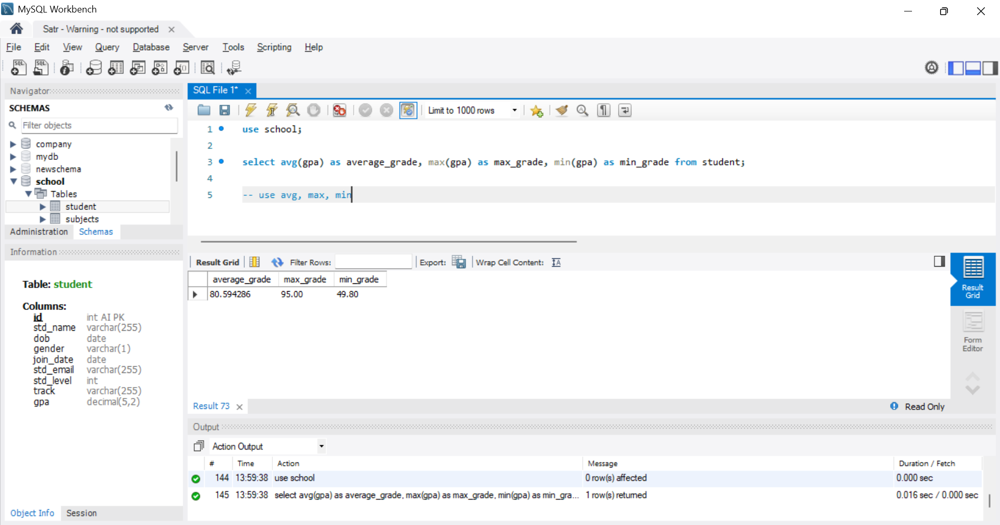 MySQL Workbench
Satr - Warning - not supported
File Edit View Query Database Server Tools Scripting Help
Navigator
SCHEMAS
Filter objects
company
mydb
newschema
school
Tables
student
subjects
Administration Schemas
Information
Table: student
Columns:
id int AI PK
std_name varchar(255)
dob date
gender varchar(1)
join_date date
std_email varchar(255)
std_level int
track varchar(255)
gpa decimal(5,2)
Object Info Session
SQL File 1*
Limit to 1000 rows
1 use school;
2
3 select avg(gpa) as average_grade, max(gpa) as max_grade, min(gpa) as min_grade from student;
4
5 -- use avg, max, min
Result Grid Filter Rows: Export: Wrap Cell Content:
average_grade max_grade min_grade
80.594286 95.00 49.80
Result
Grid
Form
Editor
Result 73
Read Only
Output
Action Output
# Time Action Message Duration / Fetch
144 13:59:38 use school 0 row(s) affected 0.000 sec
145 13:59:38 select avg(gpa) as average_grade, max(gpa) as max_grade, min(gpa) as min_gra... 1 row(s) returned 0.016 sec / 0.000 sec